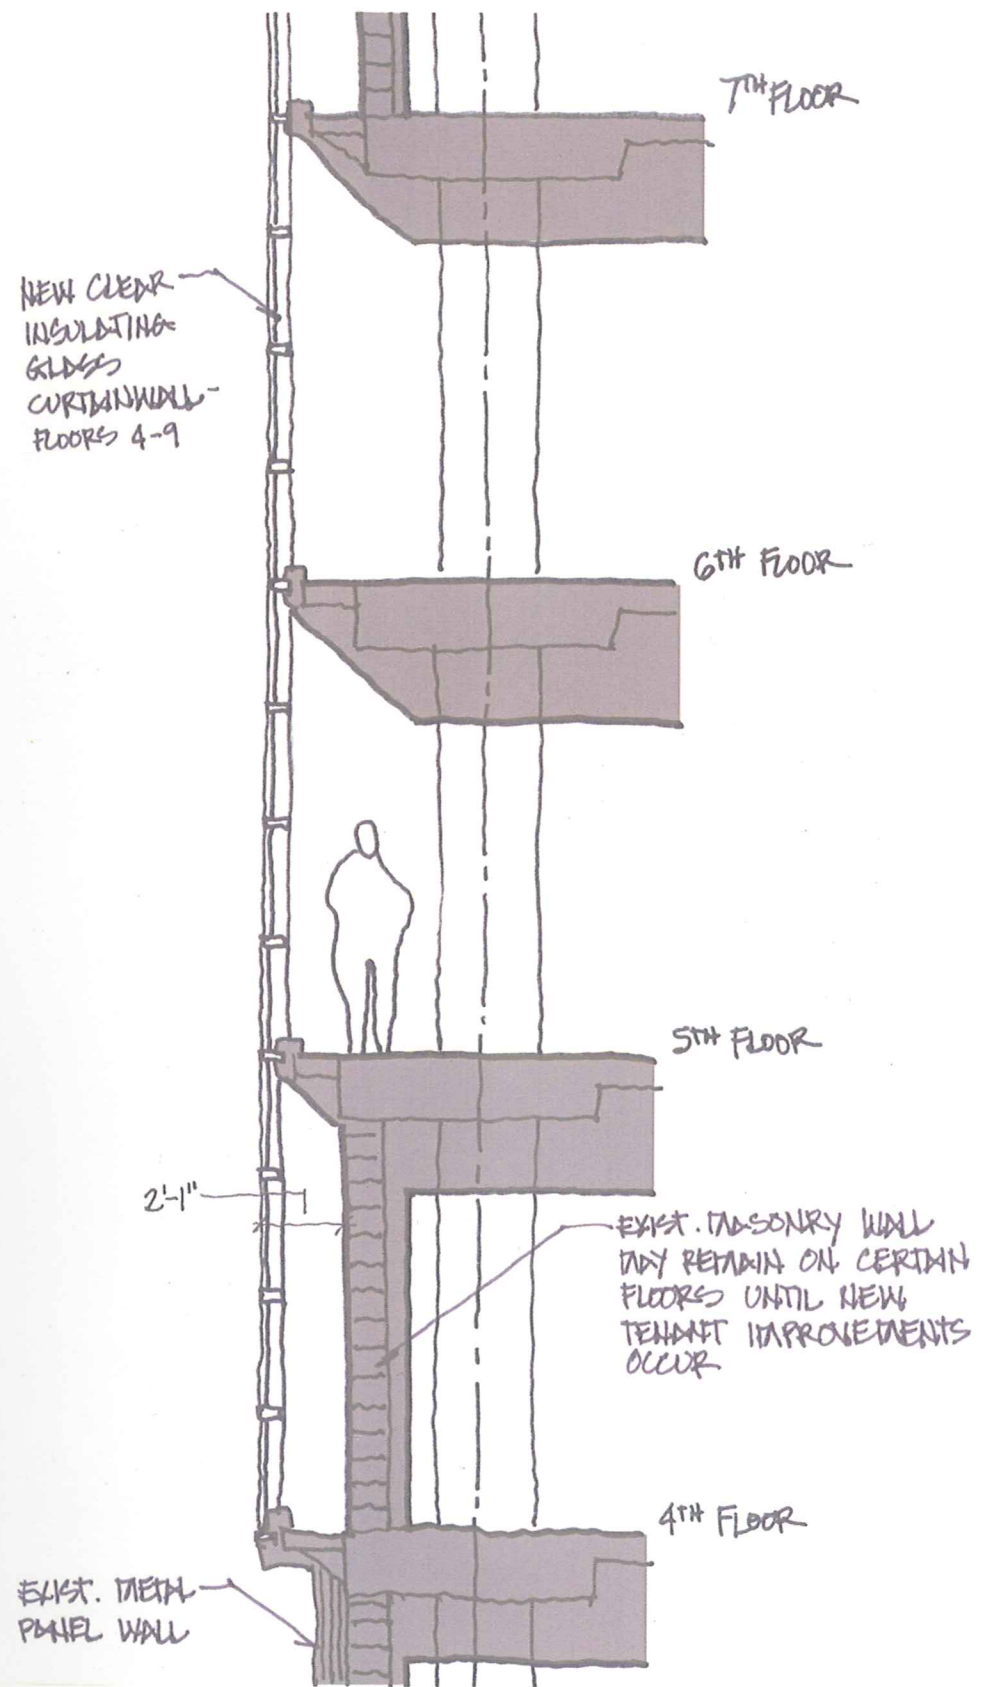 7TH FLOOR
NEW CLEAR
INSULATING
GLASS
CURTAINWALL-
FLOORS 4-9
6TH FLOOR
5TH FLOOR
2'-1"
EXIST. MASONRY WALL
MAY REMAIN ON CERTAIN
FLOORS UNTIL NEW
TENANT IMPROVEMENTS
OCCUR
4TH FLOOR
EXIST. METAL
PANEL WALL